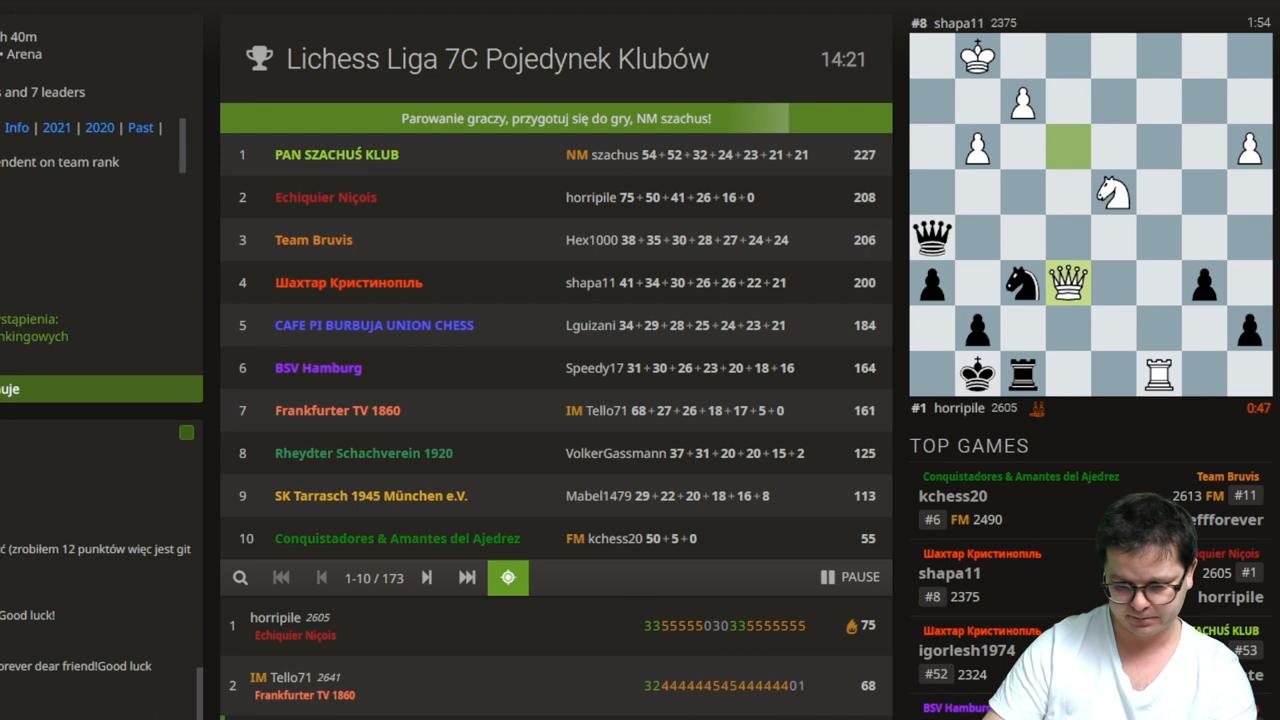 h 40m
• Arena
s and 7 leaders
Info | 2021 | 2020 | Past |
endent on team rank
stąpienia:
nkingowych
nuje
ć (zrobiłem 12 punktów więc jest git
Good luck!
orever dear friend!Good luck
Lichess Liga 7C Pojedynek Klubów
14:21
Parowanie graczy, przygotuj się do gry, NM szachus!
1 PAN SZACHUŚ KLUB NM szachus 54+52+32+24+23+21+21 227
2 Echiquier Niçois horripile 75+50+41+26+16+0 208
3 Team Bruvis Hex1000 38+35+30+28+27+24+24 206
4 Шахтар Кристинопіль shapa11 41+34+30+26+26+22+21 200
5 CAFE PI BURBUJA UNION CHESS Lguizani 34+29+28+25+24+23+21 184
6 BSV Hamburg Speedy17 31+30+26+23+20+18+16 164
7 Frankfurter TV 1860 IM Tello71 68+27+26+18+17+5+0 161
8 Rheydter Schachverein 1920 VolkerGassmann 37+31+20+20+15+2 125
9 SK Tarrasch 1945 München e.V. Mabel1479 29+22+20+18+16+8 113
10 Conquistadores & Amantes del Ajedrez FM kchess20 50+5+0 55
1-10 / 173
PAUSE
1 horripile 2605 3355555030335555555 75
Echiquier Niçois
2 IM Tello71 2641 324444445454444401 68
Frankfurter TV 1860
#8 shapa11 2375 1:54
#1 horripile 2605 0:47
TOP GAMES
Conquistadores & Amantes del Ajedrez Team Bruvis
kchess20 2613 FM #11
#6 FM 2490 effforever
Шахтар Кристинопіль quier Niçois
shapa11 2605 #1
#8 2375 horripile
Шахтар Кристинопіль CHUŚ KLUB
igorlesh1974 #53
#52 2324 te
BSV Hamburg